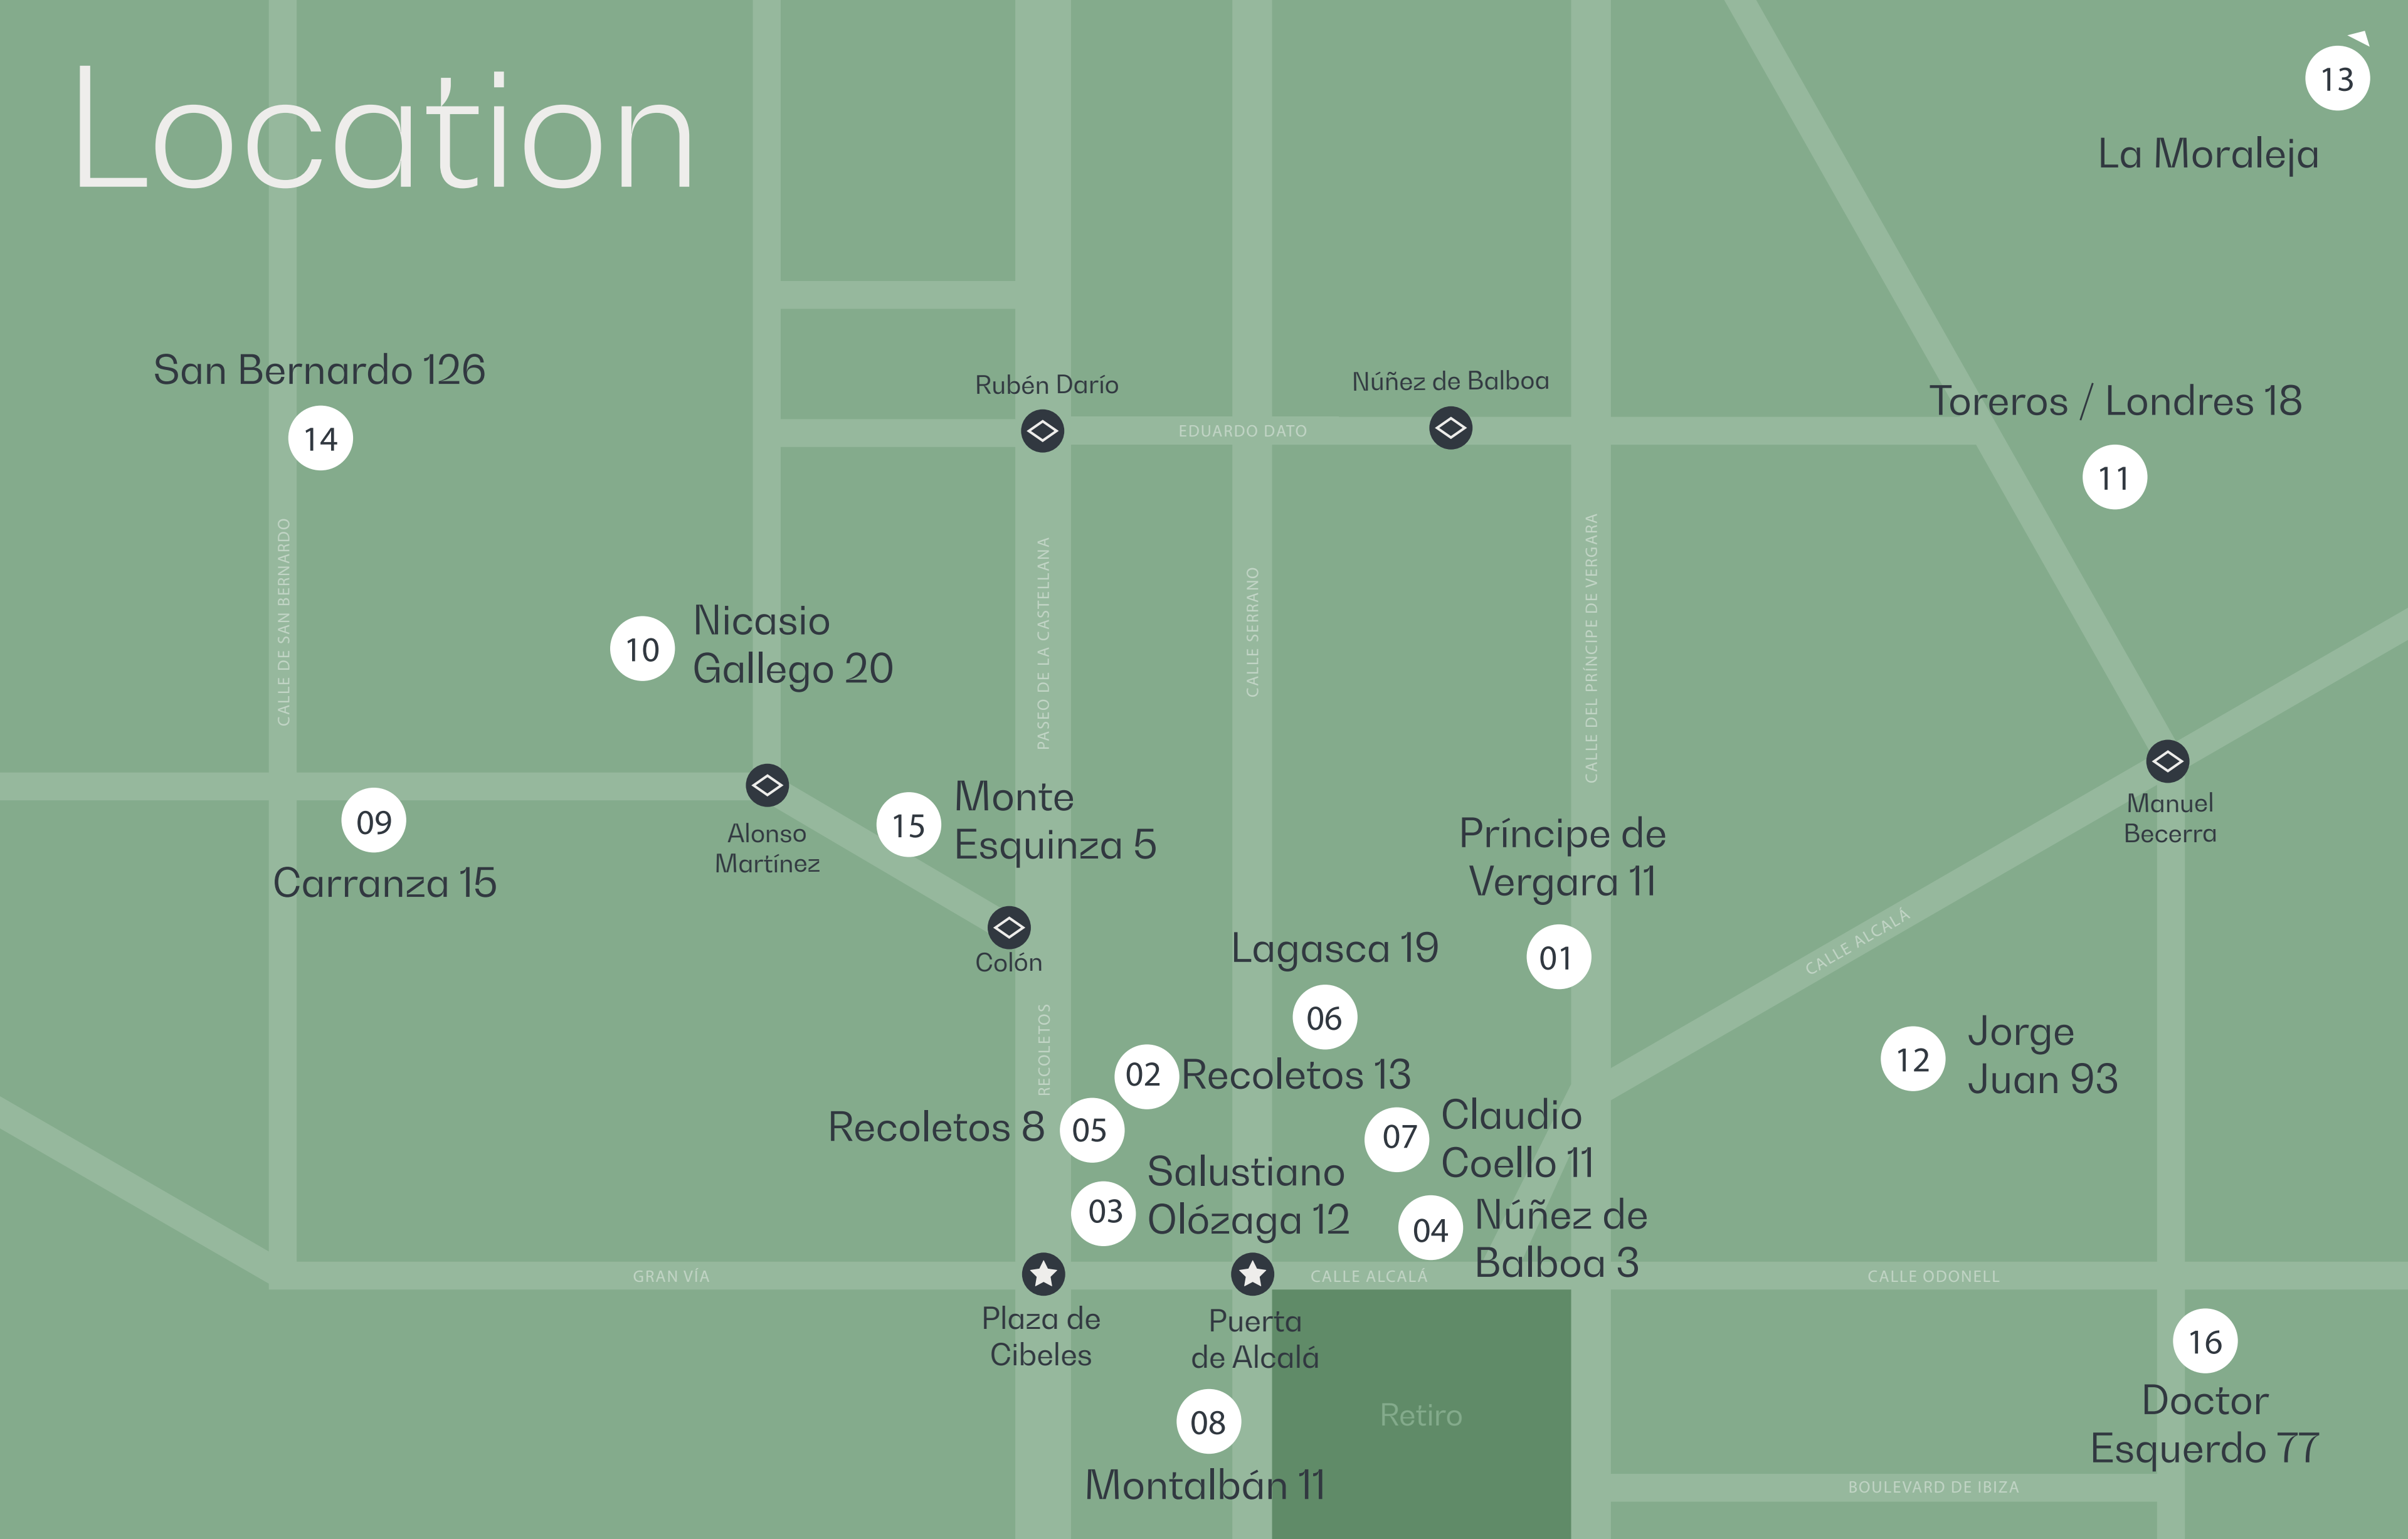 Location
13
La Moraleja
San Bernardo 126
14
Rubén Darío
Núñez de Balboa
EDUARDO DATO
Toreros / Londres 18
11
CALLE DE SAN BERNARDO
PASEO DE LA CASTELLANA
CALLE SERRANO
CALLE DEL PRÍNCIPE DE VERGARA
10
Nicasio
Gallego 20
09
Carranza 15
Alonso
Martínez
15
Monte
Esquinza 5
Colón
Manuel
Becerra
Príncipe de
Vergara 11
01
CALLE ALCALÁ
Lagasca 19
06
RECOLETOS
02
Recoletos 13
12
Jorge
Juan 93
Recoletos 8
05
07
Claudio
Coello 11
03
Salustiano
Olózaga 12
04
Núñez de
Balboa 3
GRAN VÍA
CALLE ALCALÁ
CALLE ODONELL
Plaza de
Cibeles
Puerta
de Alcalá
16
Doctor
Esquerdo 77
08
Montalbán 11
Retiro
BOULEVARD DE IBIZA